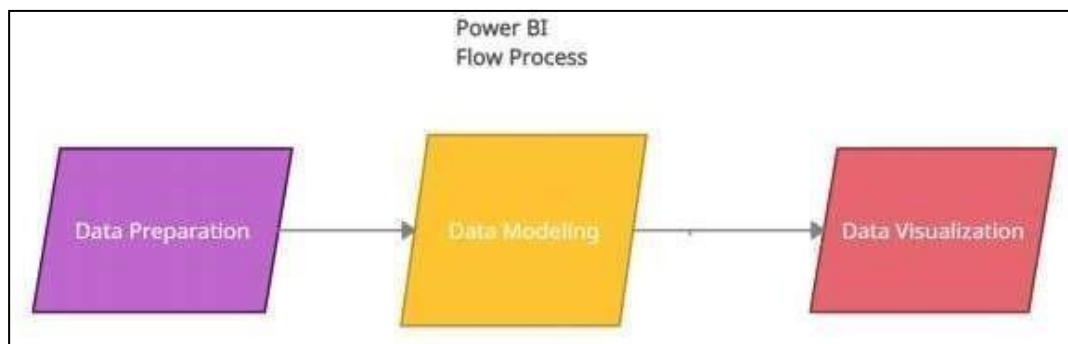 Power BI
Flow Process
Data Preparation
Data Modeling
Data Visualization